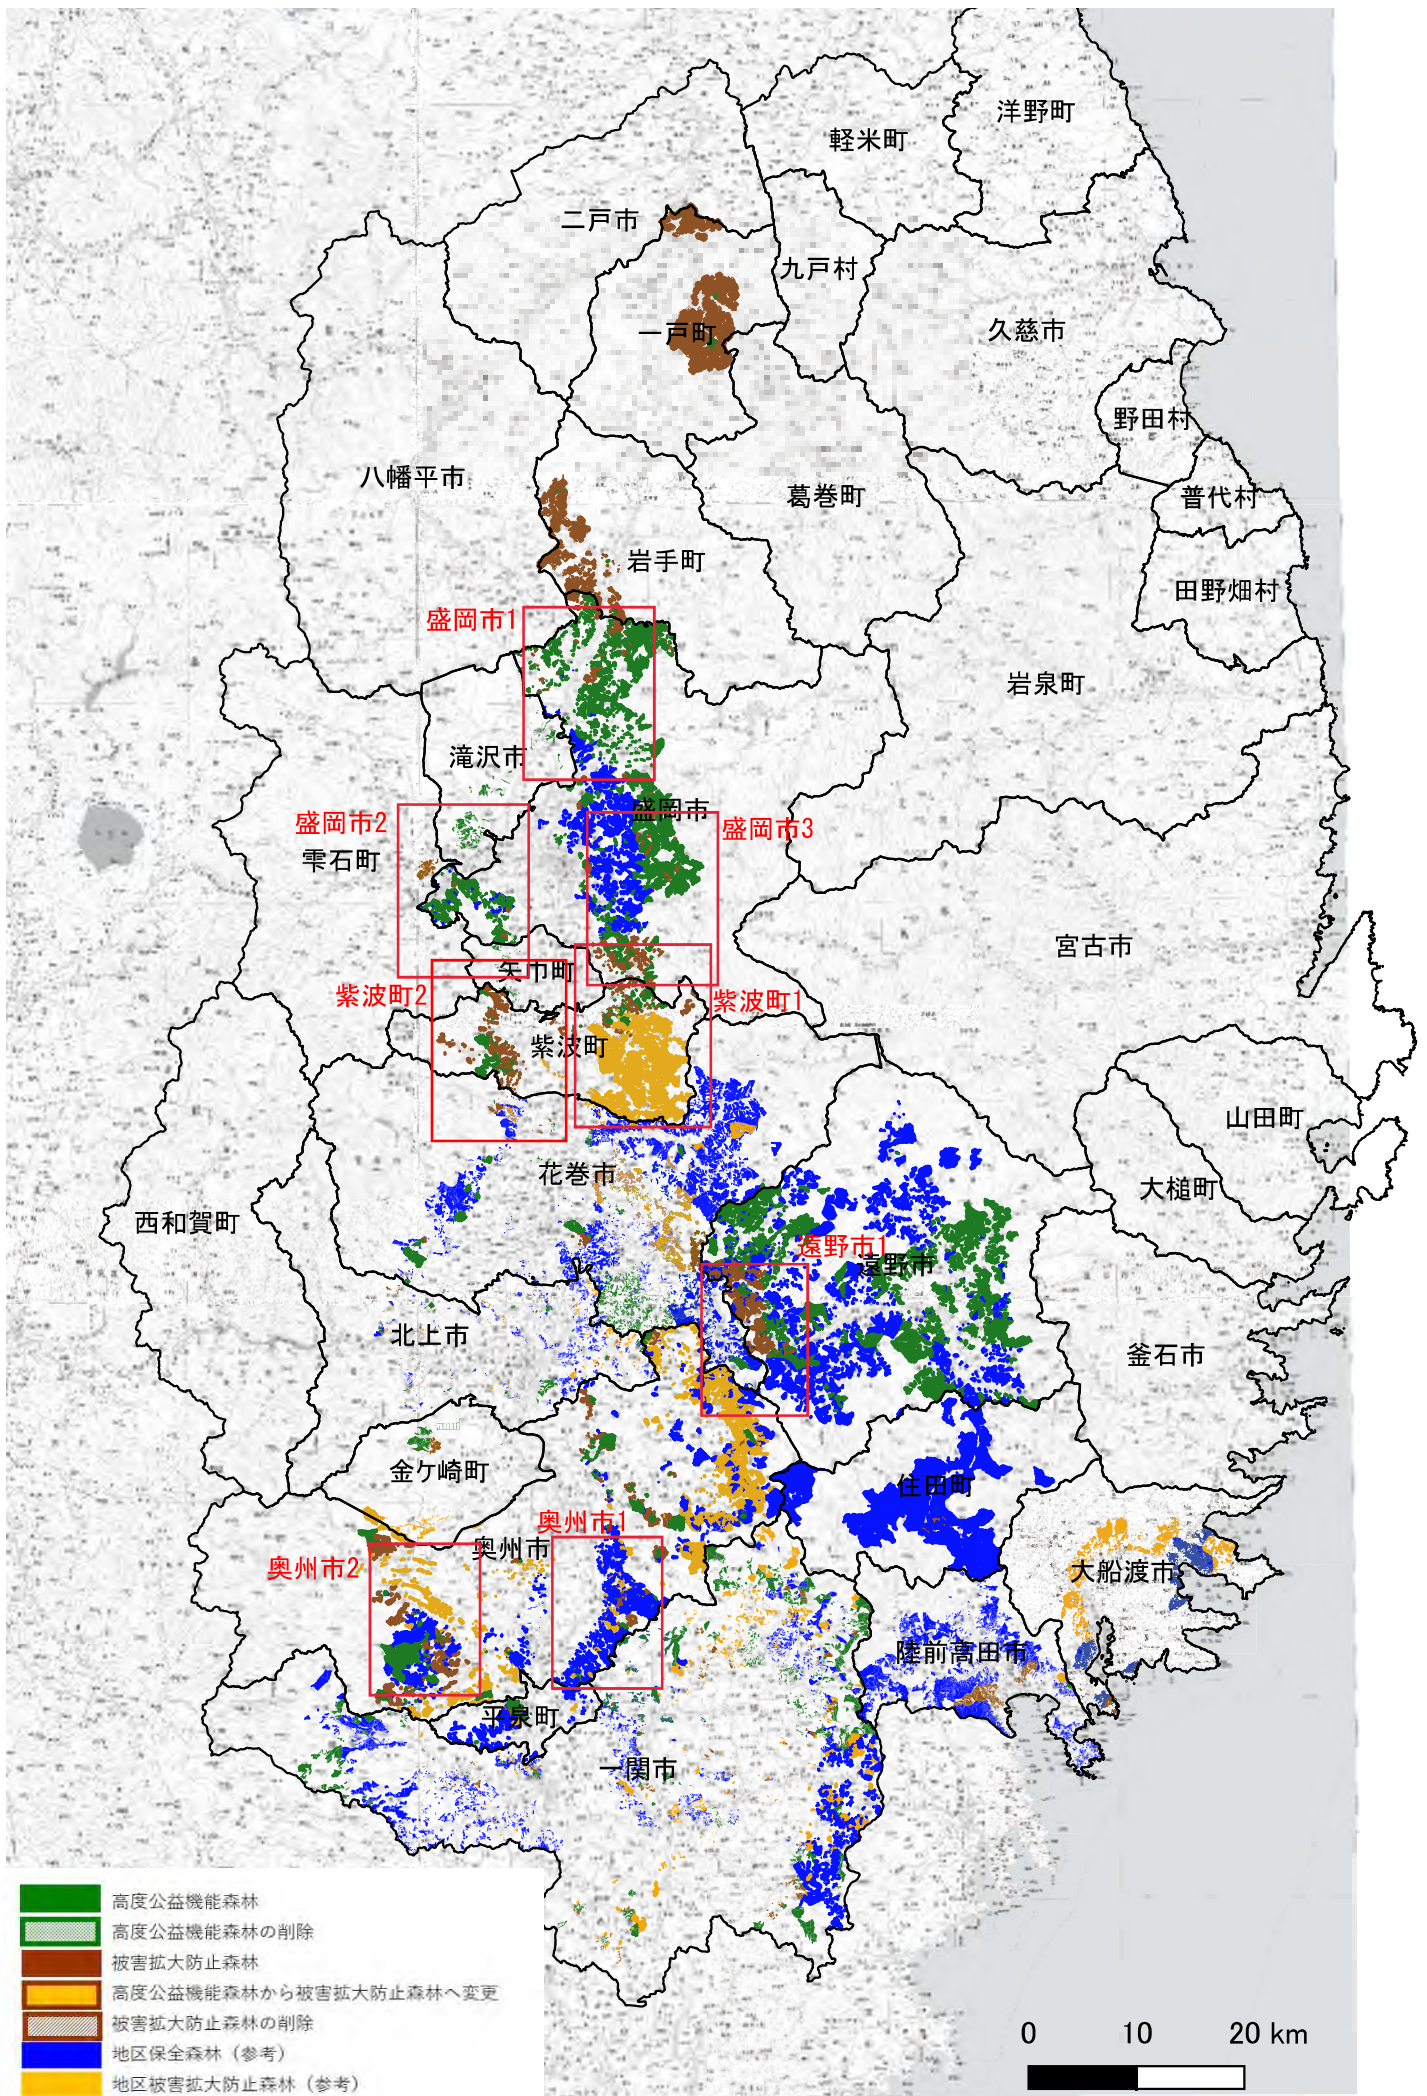 洋野町
軽米町
二戸市
九戸村
一戸町
久慈市
野田村
八幡平市
葛巻町
普代村
岩手町
田野畑村
盛岡市1
岩泉町
滝沢市
盛岡市
盛岡市2
盛岡市3
雫石町
宮古市
矢巾町
紫波町2
紫波町1
紫波町
山田町
花巻市
大槌町
西和賀町
遠野市1
遠野市
北上市
釜石市
金ケ崎町
住田町
奥州市1
奥州市
奥州市2
大船渡市
陸前高田市
平泉町
一関市
高度公益機能森林
高度公益機能森林の削除
被害拡大防止森林
高度公益機能森林から被害拡大防止森林へ変更
被害拡大防止森林の削除
地区保全森林（参考）
地区被害拡大防止森林（参考）
0 10 20 km